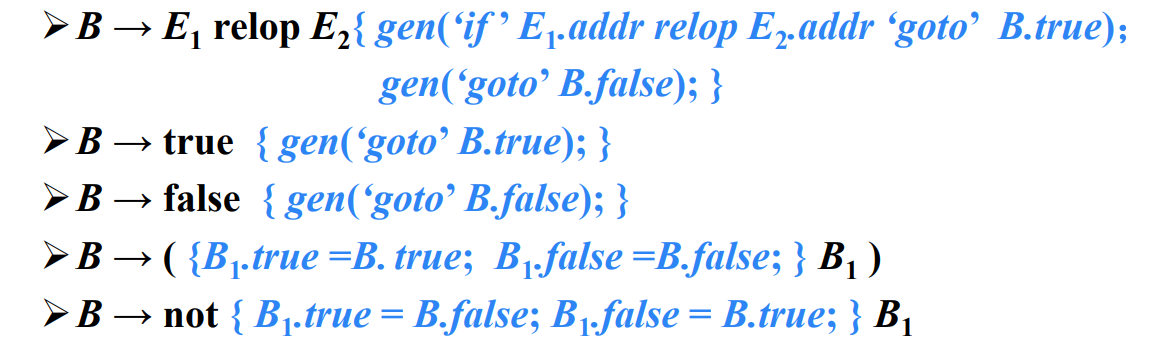 ➢B → E₁ relop E₂{ gen(‘if’ E₁.addr relop E₂.addr ‘goto’ B.true)；
gen(‘goto’ B.false); }
➢B → true { gen(‘goto’ B.true); }
➢B → false { gen(‘goto’ B.false); }
➢B → ( {B₁.true =B. true; B₁.false =B.false; } B₁ )
➢B → not { B₁.true = B.false; B₁.false = B.true; } B₁